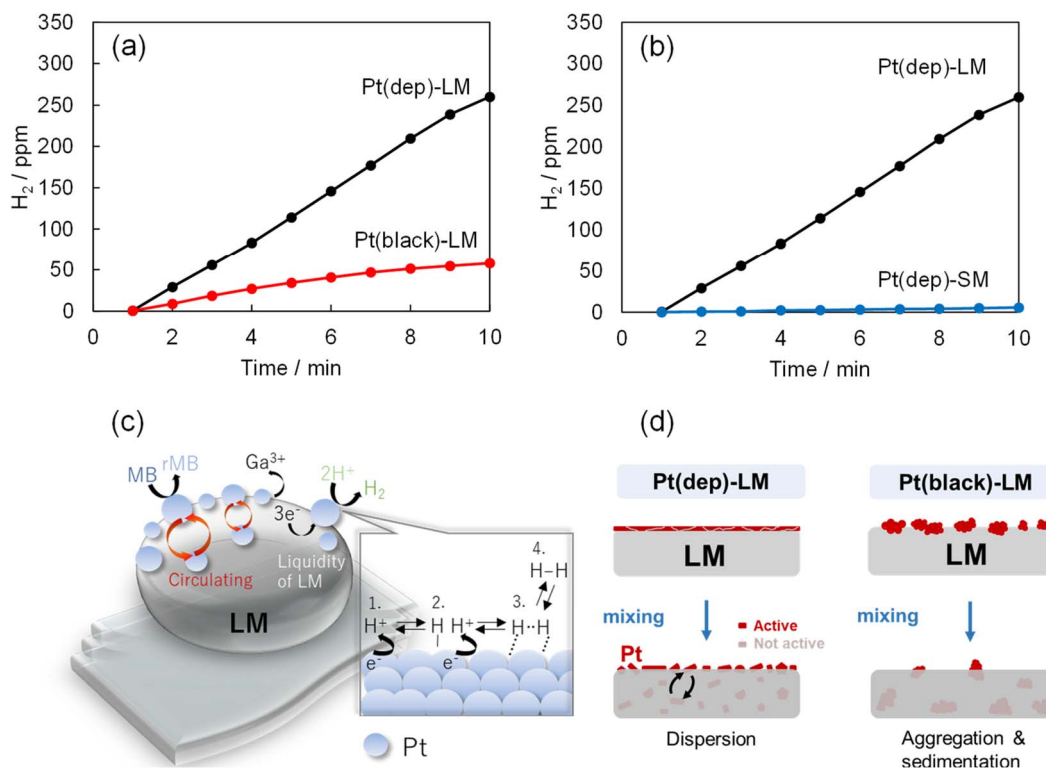 (a)
350
300
250
200
150
100
50
0
H₂ / ppm
Pt(dep)-LM
Pt(black)-LM
0 2 4 6 8 10
Time / min
(b)
350
300
250
200
150
100
50
0
H₂ / ppm
Pt(dep)-LM
Pt(dep)-SM
0 2 4 6 8 10
Time / min
(c)
MB rMB
Ga³⁺
2H⁺
H₂
3e⁻
Circulating
Liquidity
of LM
LM
4.
H–H
1. 2. 3.
H⁺ H H⁺ H··H
e⁻ e⁻
Pt
(d)
Pt(dep)-LM
LM
mixing
Active
Not active
Pt
Dispersion
Pt(black)-LM
LM
mixing
Aggregation &
sedimentation